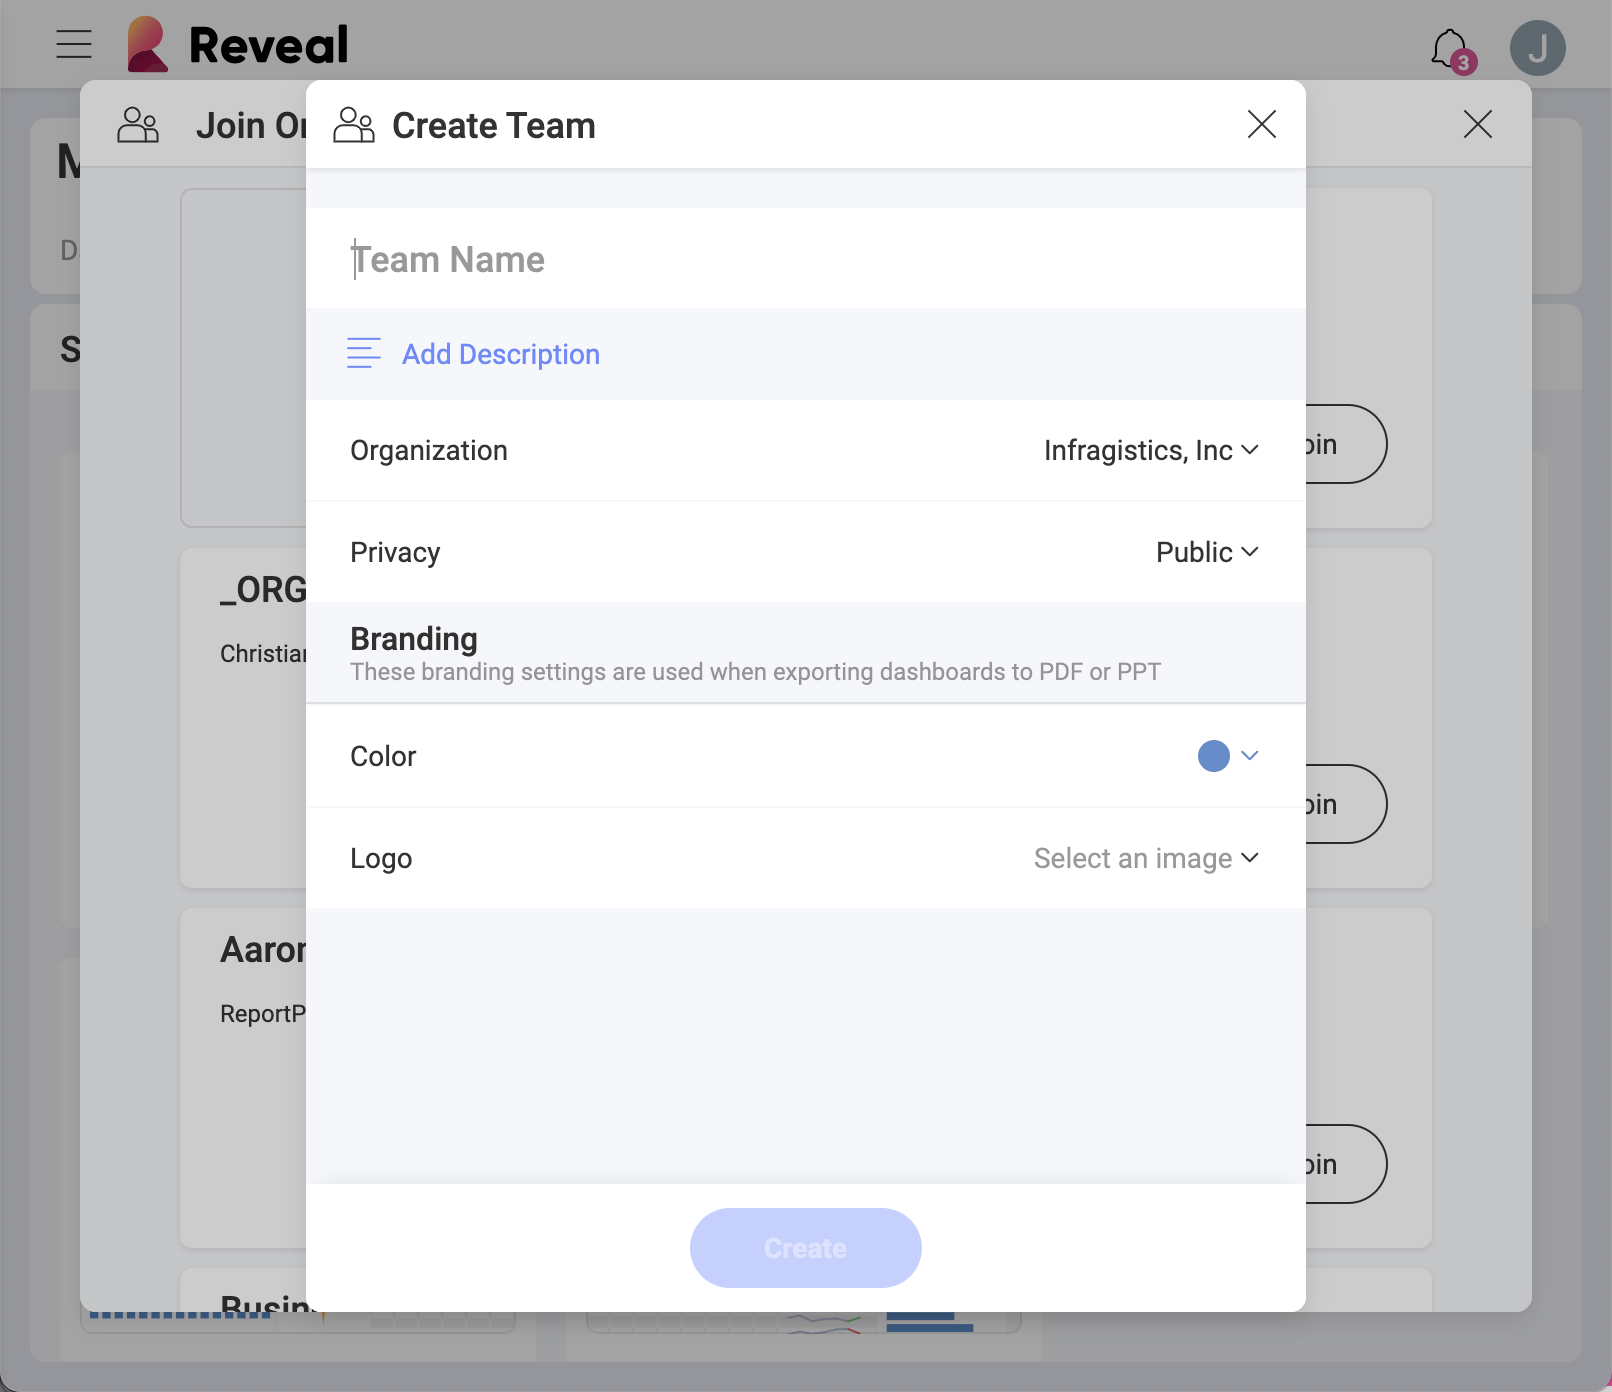 Reveal
3
J
Join Or
Create Team
M
D
Team Name
S
Add Description
Organization
Infragistics, Inc
oin
Privacy
Public
_ORG
Christian
Branding
These branding settings are used when exporting dashboards to PDF or PPT
Color
oin
Logo
Select an image
Aaron
ReportP
oin
Create
Busin